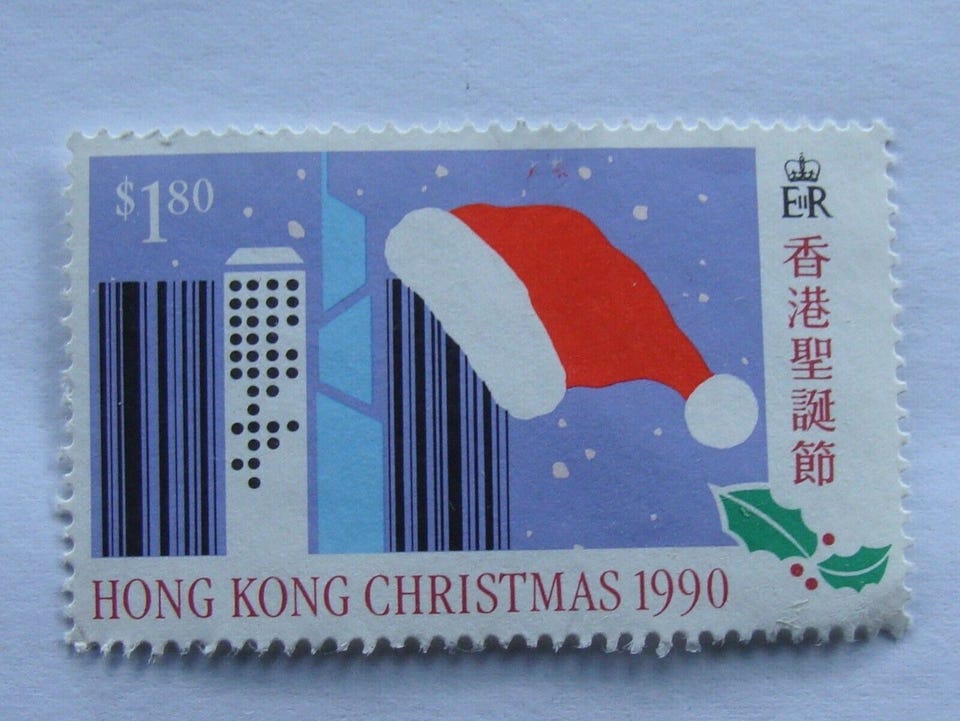 $1.80
EIIR
香港聖誕節
HONG KONG CHRISTMAS 1990